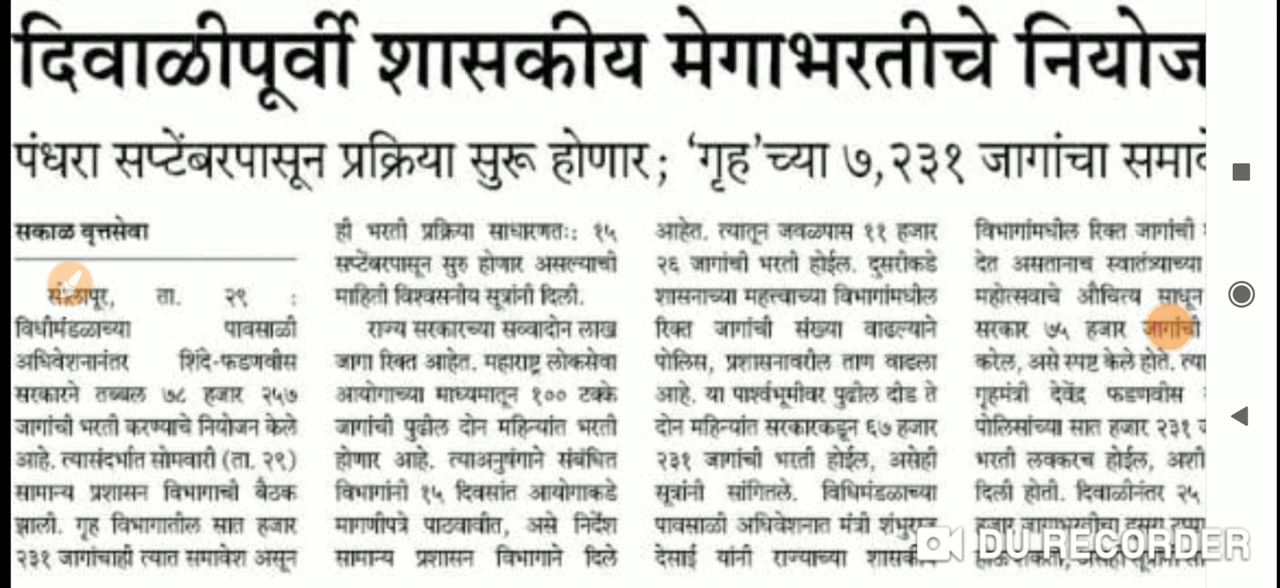 दिवाळीपूर्वी शासकीय मेगाभरतीचे नियोज
पंधरा सप्टेंबरपासून प्रक्रिया सुरू होणार; ‘गृह’च्या ७,२३१ जागांचा समावे
सकाळ वृत्तसेवा
सोलापूर, ता. २९ :
विधीमंडळाच्या पावसाळी
अधिवेशनानंतर शिंदे-फडणवीस
सरकारने तब्बल ७८ हजार २५७
जागांची भरती करण्याचे नियोजन केले
आहे. त्यासंदर्भात सोमवारी (ता. २९)
सामान्य प्रशासन विभागाची बैठक
झाली. गृह विभागातील सात हजार
२३१ जागांचाही त्यात समावेश असून
ही भरती प्रक्रिया साधारणतः: १५
सप्टेंबरपासून सुरु होणार असल्याची
माहिती विश्वसनीय सूत्रांनी दिली.
राज्य सरकारच्या सव्वादोन लाख
जागा रिक्त आहेत. महाराष्ट्र लोकसेवा
आयोगाच्या माध्यमातून १०० टक्के
जागांची पुढील दोन महिन्यांत भरती
होणार आहे. त्याअनुषंगाने संबंधित
विभागांनी १५ दिवसांत आयोगाकडे
मागणीपत्रे पाठवावीत, असे निर्देश
सामान्य प्रशासन विभागाने दिले
आहेत. त्यातून जवळपास ११ हजार
२६ जागांची भरती होईल. दुसरीकडे
शासनाच्या महत्त्वाच्या विभागांमधील
रिक्त जागांची संख्या वाढल्याने
पोलिस, प्रशासनावरील ताण वाढला
आहे. या पार्श्वभूमीवर पुढील दीड ते
दोन महिन्यांत सरकारकडून ६७ हजार
२३१ जागांची भरती होईल, असेही
सूत्रांनी सांगितले. विधिमंडळाच्या
पावसाळी अधिवेशनात मंत्री शंभुराज
देसाई यांनी राज्याच्या शासकीय
विभागांमधील रिक्त जागांची
देत असतानाच स्वातंत्र्याच्या
महोत्सवाचे औचित्य साधून
सरकार ७५ हजार जागांची
करेल, असे स्पष्ट केले होते. त्या
गृहमंत्री देवेंद्र फडणवीस
पोलिसांच्या सात हजार २३१
भरती लवकरच होईल, अशी
दिली होती. दिवाळीनंतर २५
हजार जागाभरतीचा दुसरा टप्पा
DU RECORDER